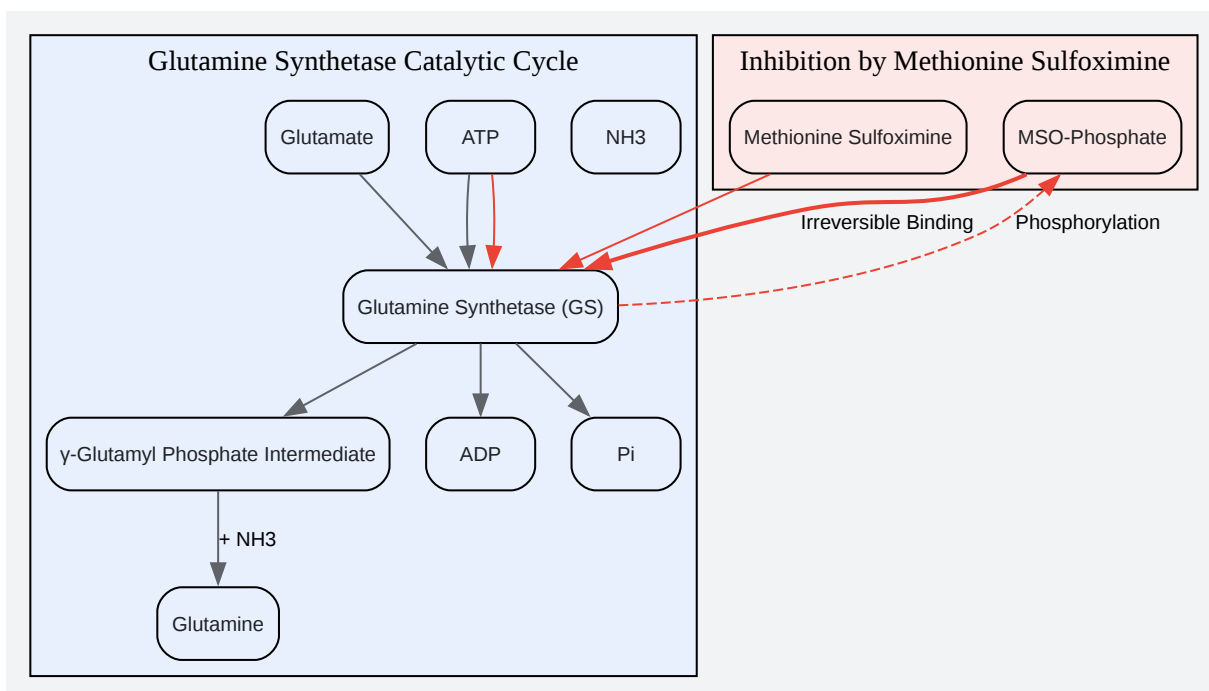 Glutamine Synthetase Catalytic Cycle
Inhibition by Methionine Sulfoximine
Glutamate
ATP
NH3
Methionine Sulfoximine
MSO-Phosphate
Irreversible Binding
Phosphorylation
Glutamine Synthetase (GS)
γ-Glutamyl Phosphate Intermediate
ADP
Pi
+ NH3
Glutamine